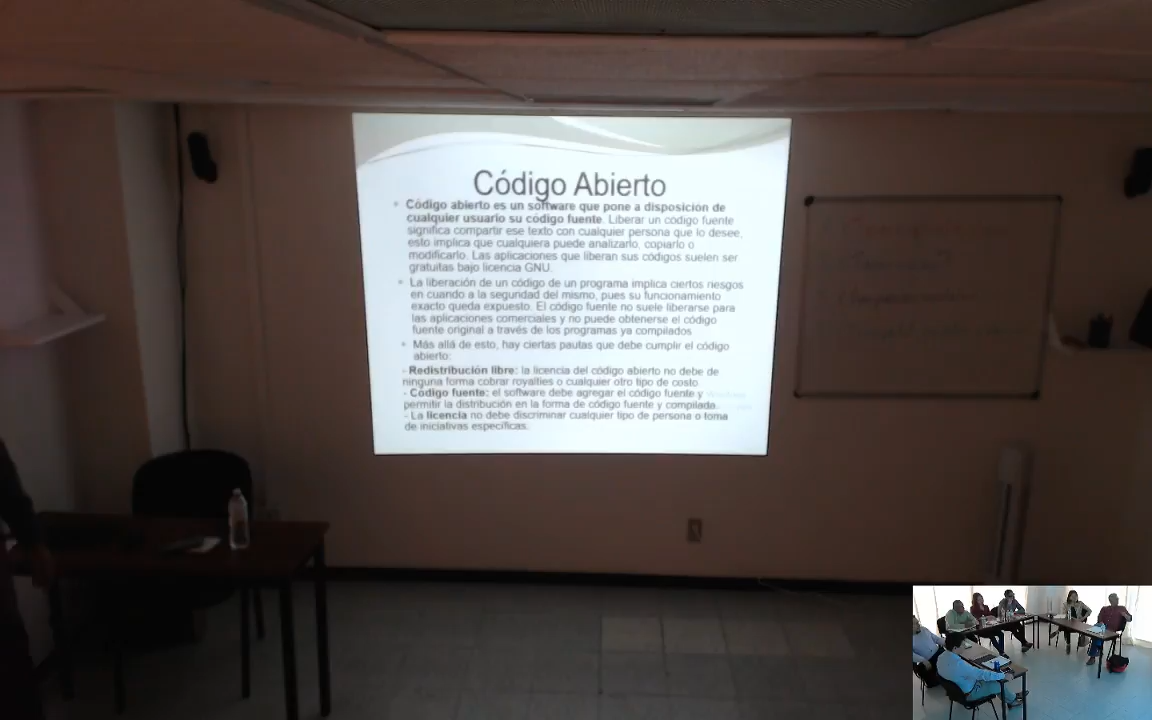 Código Abierto
Código abierto es un software que pone a disposición de
cualquier usuario su código fuente. Liberar un código fuente
significa compartir ese texto con cualquier persona que lo desee,
esto implica que cualquiera puede analizarlo, copiarlo o
modificarlo. Las aplicaciones que liberan sus códigos suelen ser
gratuitas bajo licencia GNU.
La liberación de un código de un programa implica ciertos riesgos
en cuando a la seguridad del mismo, pues su funcionamiento
exacto queda expuesto. El código fuente no suele liberarse para
las aplicaciones comerciales y no puede obtenerse el código
fuente original a través de los programas ya compilados
Más allá de esto, hay ciertas pautas que debe cumplir el código
abierto:
- Redistribución libre: la licencia del código abierto no debe de
ninguna forma cobrar royalties o cualquier otro tipo de costo
- Código fuente: el software debe agregar el código fuente y
permitir la distribución en la forma de código fuente y compilada.
- La licencia no debe discriminar cualquier tipo de persona o toma
de iniciativas específicas.